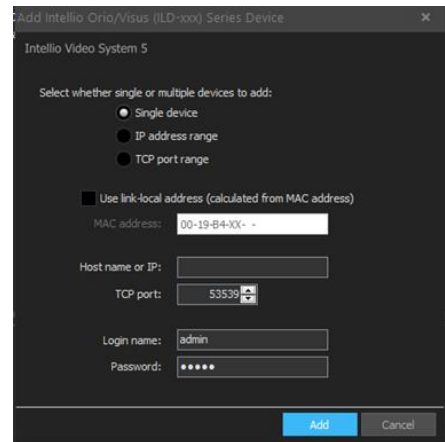 Add Intellio Orio/Visus (ILD-xxx) Series Device
Intellio Video System 5
Select whether single or multiple devices to add:
Single device
IP address range
TCP port range
Use link-local address (calculated from MAC address)
MAC address: 00-19-B4-XX- -
Host name or IP:
TCP port: 53539
Login name: admin
Password: •••••
Add Cancel